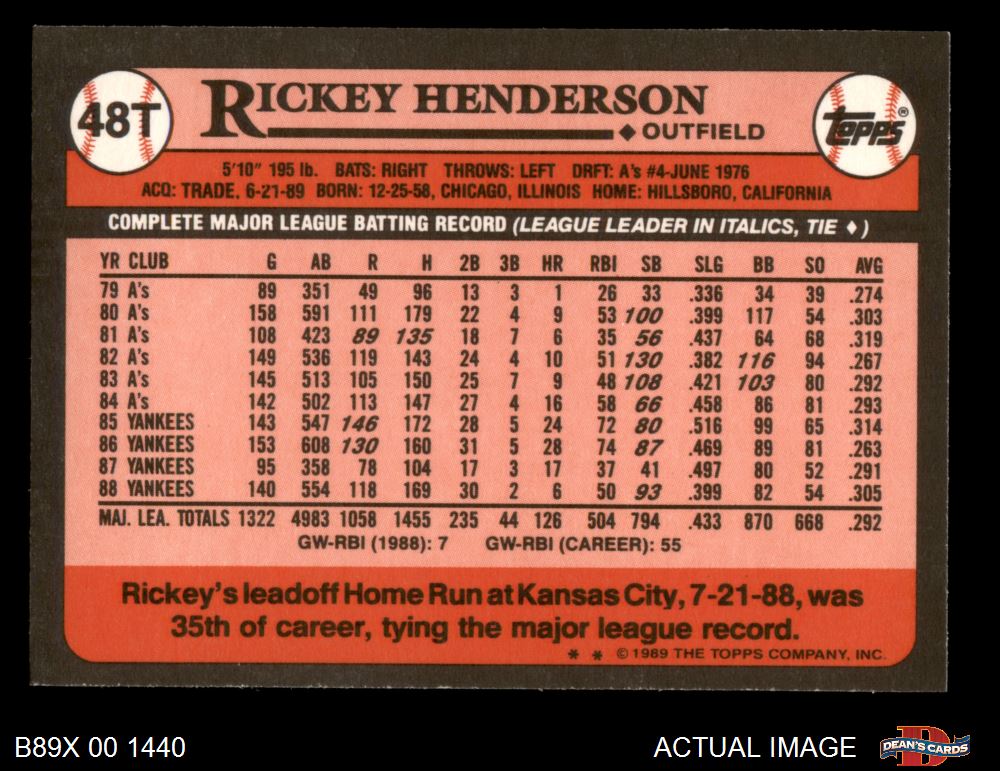 48T
RICKEY HENDERSON
♦ OUTFIELD
TOPPS®
5'10" 195 lb. BATS: RIGHT THROWS: LEFT DRFT: A's #4-JUNE 1976
ACQ: TRADE, 6-21-89 BORN: 12-25-58, CHICAGO, ILLINOIS HOME: HILLSBORO, CALIFORNIA
COMPLETE MAJOR LEAGUE BATTING RECORD (LEAGUE LEADER IN ITALICS, TIE ♦)
YR CLUB G AB R H 2B 3B HR RBI SB SLG BB SO AVG
79 A's 89 351 49 96 13 3 1 26 33 .336 34 39 .274
80 A's 158 591 111 179 22 4 9 53 100 .399 117 54 .303
81 A's 108 423 89 135 18 7 6 35 56 .437 64 68 .319
82 A's 149 536 119 143 24 4 10 51 130 .382 116 94 .267
83 A's 145 513 105 150 25 7 9 48 108 .421 103 80 .292
84 A's 142 502 113 147 27 4 16 58 66 .458 86 81 .293
85 YANKEES 143 547 146 172 28 5 24 72 80 .516 99 65 .314
86 YANKEES 153 608 130 160 31 5 28 74 87 .469 89 81 .263
87 YANKEES 95 358 78 104 17 3 17 37 41 .497 80 52 .291
88 YANKEES 140 554 118 169 30 2 6 50 93 .399 82 54 .305
MAJ. LEA. TOTALS 1322 4983 1058 1455 235 44 126 504 794 .433 870 668 .292
GW-RBI (1988): 7 GW-RBI (CAREER): 55
Rickey's leadoff Home Run at Kansas City, 7-21-88, was
35th of career, tying the major league record.
* * © 1989 THE TOPPS COMPANY, INC.
B89X 00 1440
ACTUAL IMAGE
D
DEAN'S CARDS